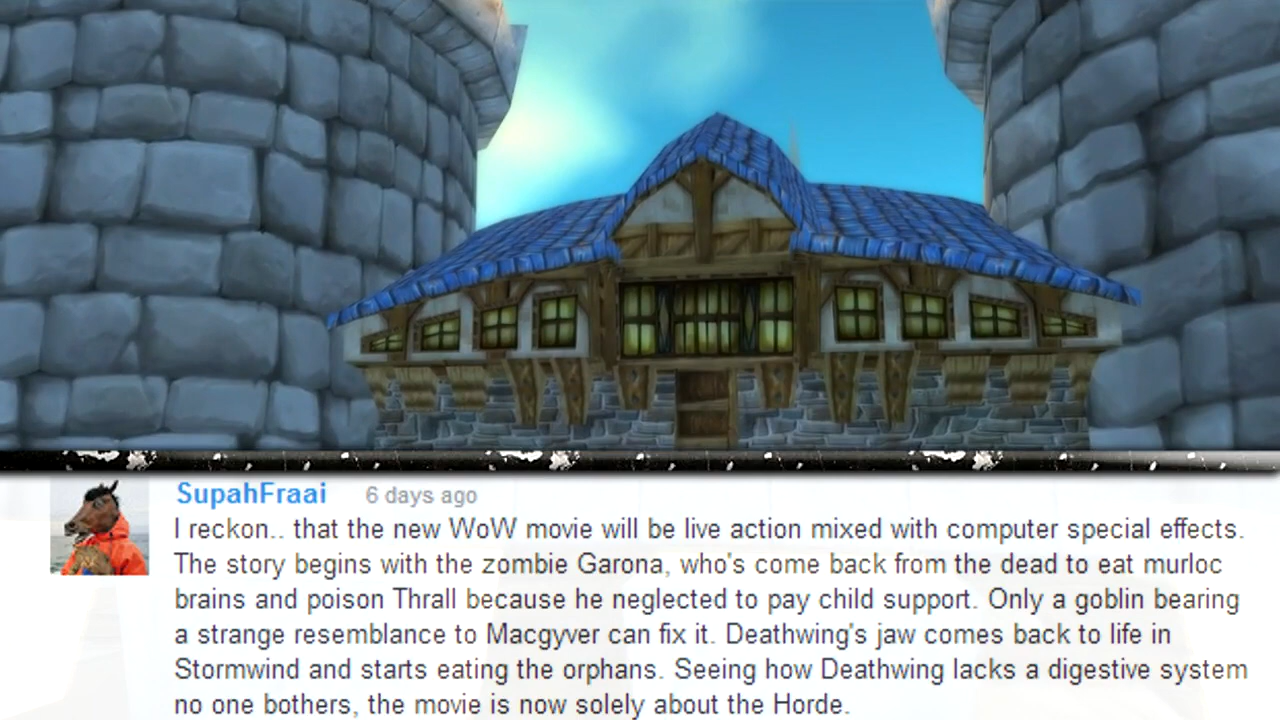 SupahFraai 6 days ago
I reckon.. that the new WoW movie will be live action mixed with computer special effects.
The story begins with the zombie Garona, who's come back from the dead to eat murloc
brains and poison Thrall because he neglected to pay child support. Only a goblin bearing
a strange resemblance to Macgyver can fix it. Deathwing's jaw comes back to life in
Stormwind and starts eating the orphans. Seeing how Deathwing lacks a digestive system
no one bothers, the movie is now solely about the Horde.